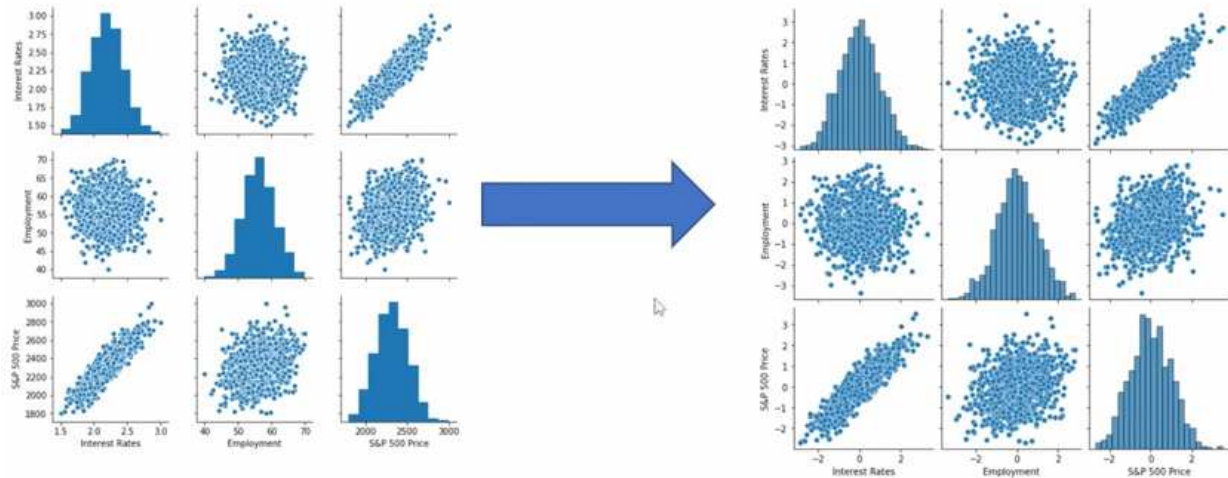 Interest Rates
3.00
2.75
2.50
2.25
2.00
1.75
1.50
Employment
70
65
60
55
50
45
40
S&P 500 Price
3000
2800
2600
2400
2200
2000
1800
1.5 2.0 2.5 3.0
40 50 60 70
2000 2500 3000
Interest Rates
Employment
S&P 500 Price
Interest Rates
3
2
1
0
−1
−2
−3
Employment
3
2
1
0
−1
−2
−3
S&P 500 Price
3
2
1
0
−1
−2
−2 0 2
−2 0 2
−2 0 2
Interest Rates
Employment
S&P 500 Price